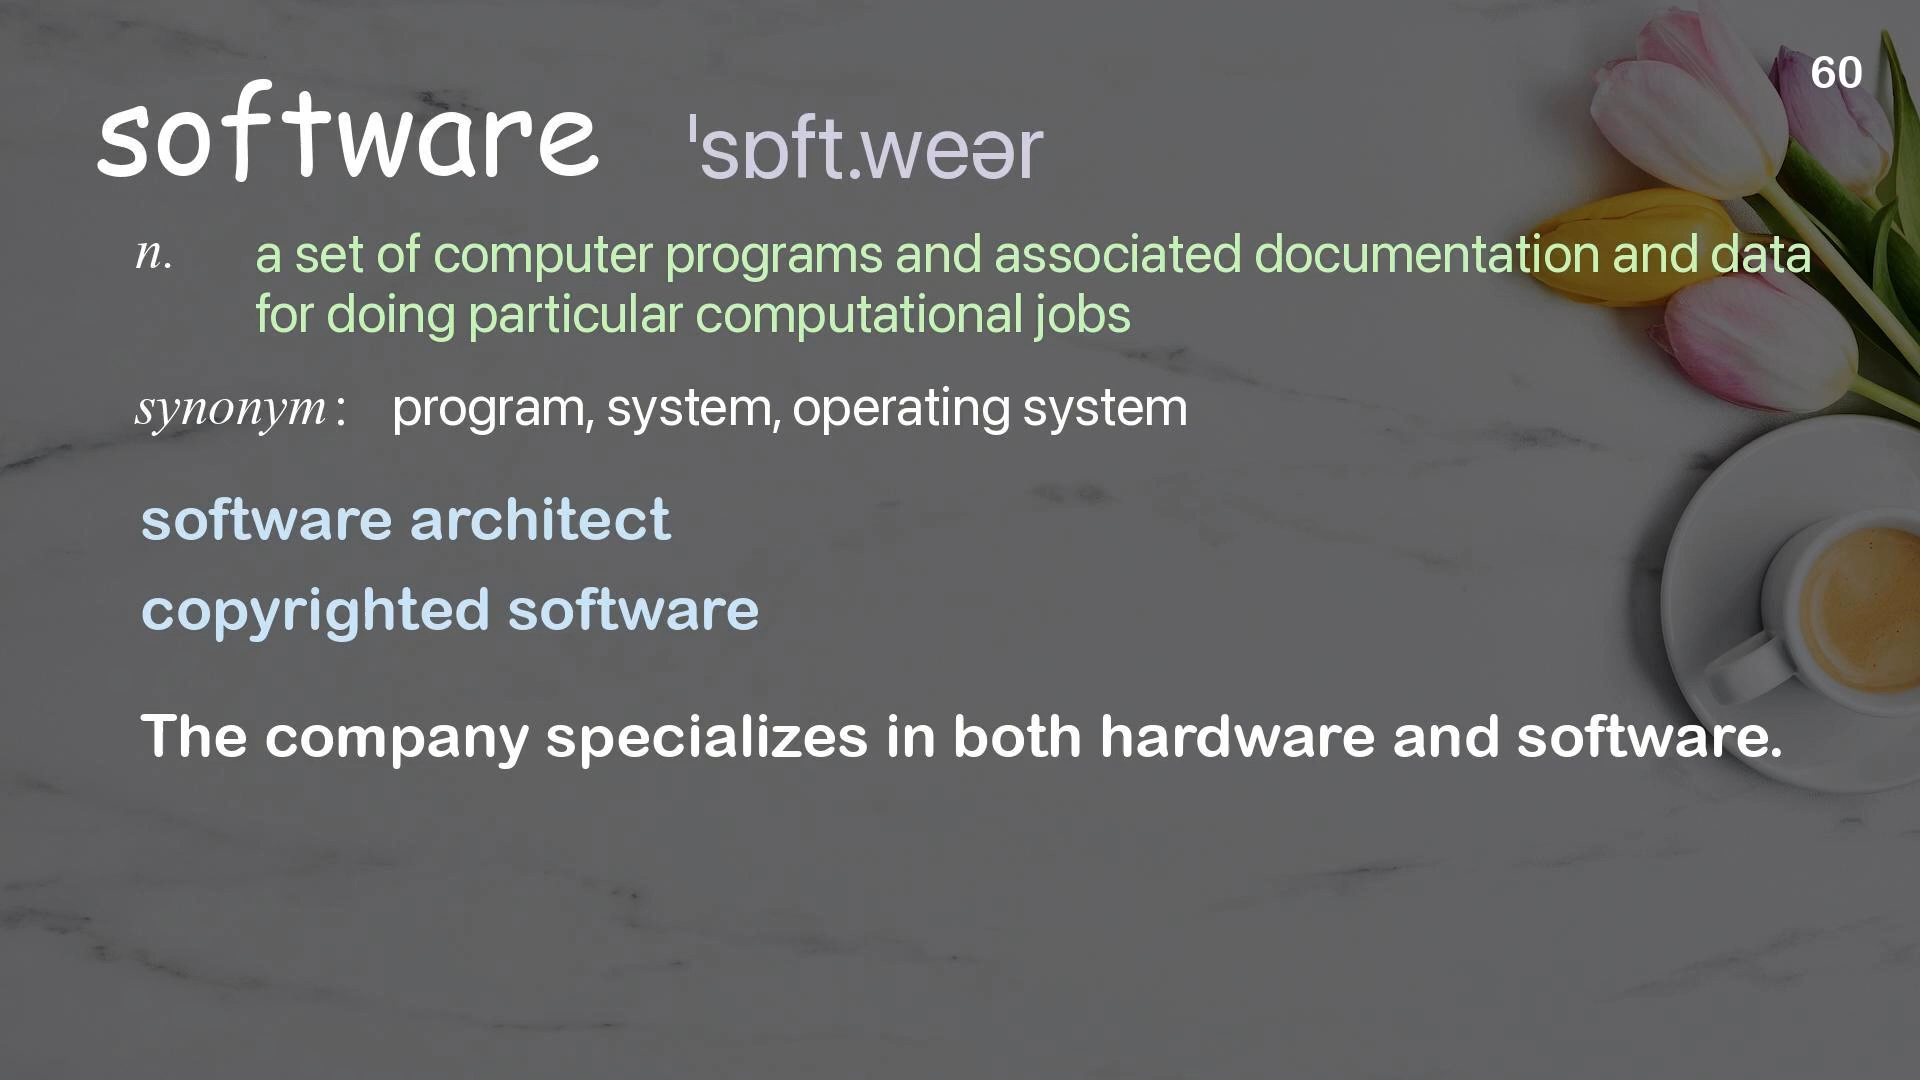 60
software ˈsɒft.weər
n. a set of computer programs and associated documentation and data
for doing particular computational jobs
synonym: program, system, operating system
software architect
copyrighted software
The company specializes in both hardware and software.